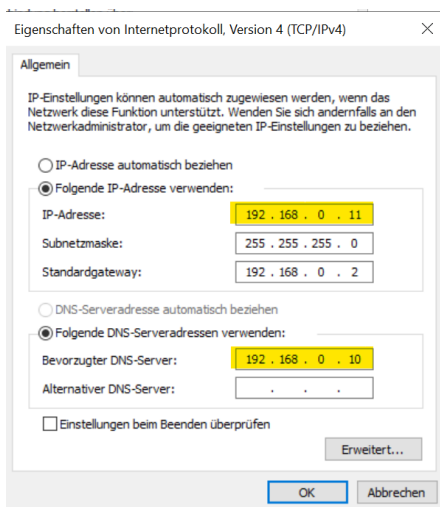 Eigenschaften von Internetprotokoll, Version 4 (TCP/IPv4)
Allgemein
IP-Einstellungen können automatisch zugewiesen werden, wenn das
Netzwerk diese Funktion unterstützt. Wenden Sie sich andernfalls an den
Netzwerkadministrator, um die geeigneten IP-Einstellungen zu beziehen.
IP-Adresse automatisch beziehen
Folgende IP-Adresse verwenden:
IP-Adresse: 192 . 168 . 0 . 11
Subnetzmaske: 255 . 255 . 255 . 0
Standardgateway: 192 . 168 . 0 . 2
DNS-Serveradresse automatisch beziehen
Folgende DNS-Serveradressen verwenden:
Bevorzugter DNS-Server: 192 . 168 . 0 . 10
Alternativer DNS-Server: . . .
Einstellungen beim Beenden überprüfen
Erweitert...
OK Abbrechen